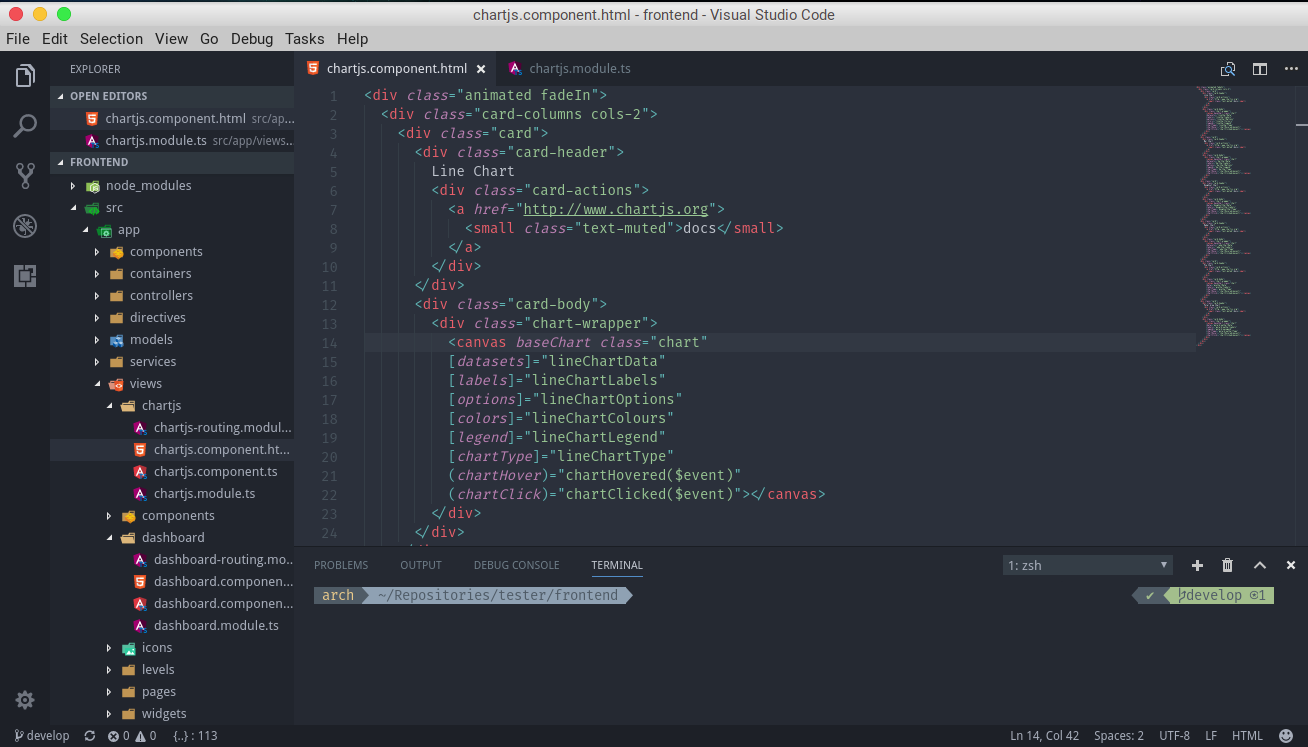 chartjs.component.html - frontend - Visual Studio Code
File Edit Selection View Go Debug Tasks Help
EXPLORER
OPEN EDITORS
chartjs.component.html src/ap...
chartjs.module.ts src/app/views...
FRONTEND
node_modules
src
app
components
containers
controllers
directives
models
services
views
chartjs
chartjs-routing.modul...
chartjs.component.ht...
chartjs.component.ts
chartjs.module.ts
components
dashboard
dashboard-routing.mo...
dashboard.componen...
dashboard.componen...
dashboard.module.ts
icons
levels
pages
widgets
chartjs.component.html × chartjs.module.ts
1 <div class="animated fadeIn">
2 <div class="card-columns cols-2">
3 <div class="card">
4 <div class="card-header">
5 Line Chart
6 <div class="card-actions">
7 <a href="http://www.chartjs.org">
8 <small class="text-muted">docs</small>
9 </a>
10 </div>
11 </div>
12 <div class="card-body">
13 <div class="chart-wrapper">
14 <canvas baseChart class="chart"
15 [datasets]="lineChartData"
16 [labels]="lineChartLabels"
17 [options]="lineChartOptions"
18 [colors]="lineChartColours"
19 [legend]="lineChartLegend"
20 [chartType]="lineChartType"
21 (chartHover)="chartHovered($event)"
22 (chartClick)="chartClicked($event)"></canvas>
23 </div>
24 </div>
PROBLEMS OUTPUT DEBUG CONSOLE TERMINAL 1: zsh
arch ~/Repositories/tester/frontend ✔ develop 1
develop 0 0 {..} : 113 Ln 14, Col 42 Spaces: 2 UTF-8 LF HTML